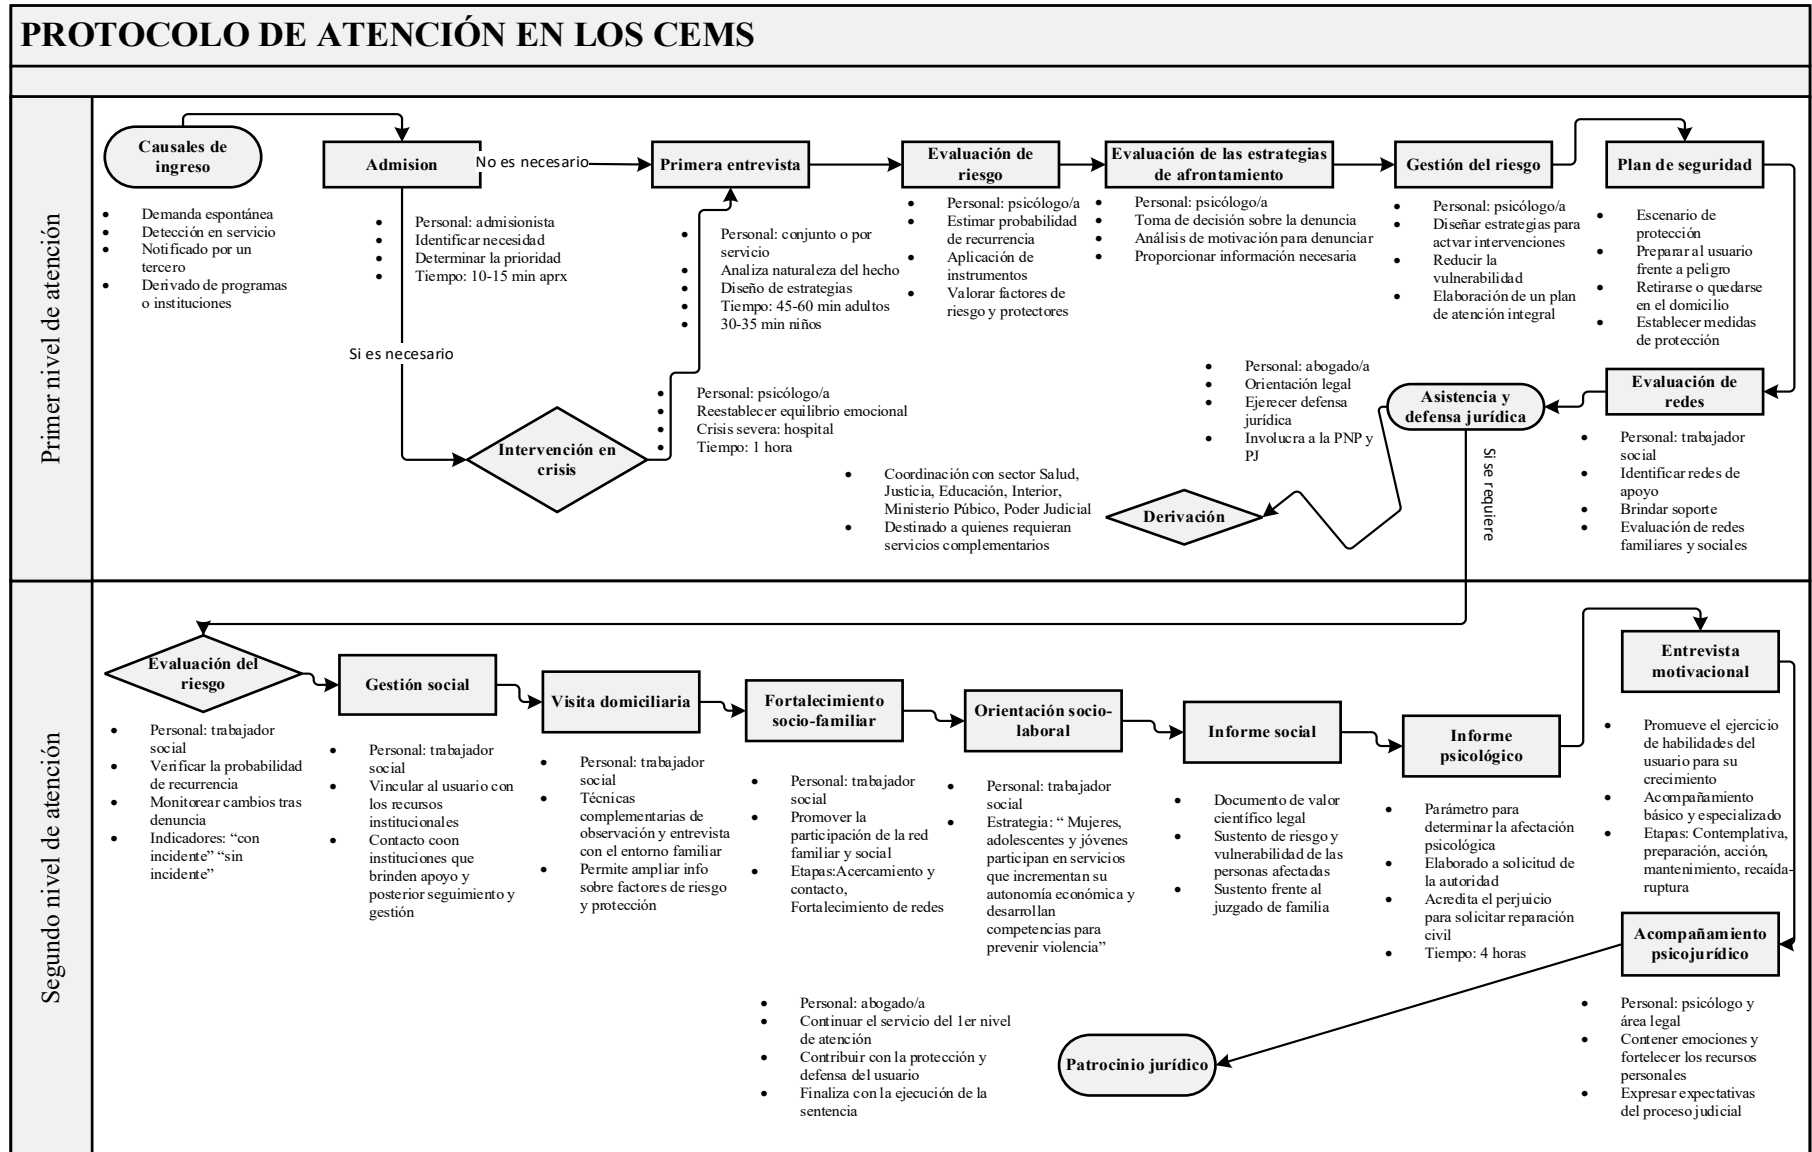 PROTOCOLO DE ATENCIÓN EN LOS CEMS
Primer nivel de atención
Causales de
ingreso
• Demanda espontánea
• Detección en servicio
• Notificado por un
tercero
• Derivado de programas
o instituciones
Admision
• Personal: admisionista
• Identificar necesidad
• Determinar la prioridad
• Tiempo: 10-15 min aprx
No es necesario
Si es necesario
Intervención en
crisis
• Personal: psicólogo/a
• Reestablecer equilibrio emocional
• Crisis severa: hospital
• Tiempo: 1 hora
Primera entrevista
• Personal: conjunto o por
servicio
• Analiza naturaleza del hecho
• Diseño de estrategias
• Tiempo: 45-60 min adultos
• 30-35 min niños
Evaluación de
riesgo
• Personal: psicólogo/a
• Estimar probabilidad
de recurrencia
• Aplicación de
instrumentos
• Valorar factores de
riesgo y protectores
Evaluación de las estrategias
de afrontamiento
• Personal: psicólogo/a
• Toma de decisión sobre la denuncia
• Análisis de motivación para denunciar
• Proporcionar información necesaria
Gestión del riesgo
• Personal: psicólogo/a
• Diseñar estrategias para
actvar intervenciones
• Reducir la
vulnerabilidad
• Elaboración de un plan
de atención integral
Plan de seguridad
• Escenario de
protección
• Preparar al usuario
frente a peligro
• Retirarse o quedarse
en el domicilio
• Establecer medidas
de protección
Evaluación de
redes
• Personal: trabajador
social
• Identificar redes de
apoyo
• Brindar soporte
• Evaluación de redes
familiares y sociales
Asistencia y
defensa jurídica
• Personal: abogado/a
• Orientación legal
• Ejerecer defensa
jurídica
• Involucra a la PNP y
PJ
Si se requiere
Derivación
• Coordinación con sector Salud,
Justicia, Educación, Interior,
Ministerio Púbico, Poder Judicial
• Destinado a quienes requieran
servicios complementarios
Segundo nivel de atención
Evaluación del
riesgo
• Personal: trabajador
social
• Verificar la probabilidad
de recurrencia
• Monitorear cambios tras
denuncia
• Indicadores: “con
incidente” “sin
incidente”
Gestión social
• Personal: trabajador
social
• Vincular al usuario con
los recursos
institucionales
• Contacto coon
instituciones que
brinden apoyo y
posterior seguimiento y
gestión
Visita domiciliaria
• Personal: trabajador
social
• Técnicas
complementarias de
observación y entrevista
con el entorno familiar
• Permite ampliar info
sobre factores de riesgo
y protección
Fortalecimiento
socio-familiar
• Personal: trabajador
social
• Promover la
participación de la red
familiar y social
• Etapas:Acercamiento y
contacto,
Fortalecimiento de redes
Orientación socio-
laboral
• Personal: trabajador
social
• Estrategia: “ Mujeres,
adolescentes y jóvenes
participan en servicios
que incrementan su
autonomía económica y
desarrollan
competencias para
prevenir violencia”
Informe social
• Documento de valor
científico legal
• Sustento de riesgo y
vulnerabilidad de las
personas afectadas
• Sustento frente al
juzgado de familia
Informe
psicológico
• Parámetro para
determinar la afectación
psicológica
• Elaborado a solicitud de
la autoridad
• Acredita el perjuicio
para solicitar reparación
civil
• Tiempo: 4 horas
Entrevista
motivacional
• Promueve el ejercicio
de habilidades del
usuario para su
crecimiento
• Acompañamiento
básico y especializado
• Etapas: Contemplativa,
preparación, acción,
mantenimiento, recaída-
ruptura
Acompañamiento
psicojurídico
• Personal: psicólogo y
área legal
• Contener emociones y
fortelecer los recursos
personales
• Expresar expectativas
del proceso judicial
Patrocinio jurídico
• Personal: abogado/a
• Continuar el servicio del 1er nivel
de atención
• Contribuir con la protección y
defensa del usuario
• Finaliza con la ejecución de la
sentencia